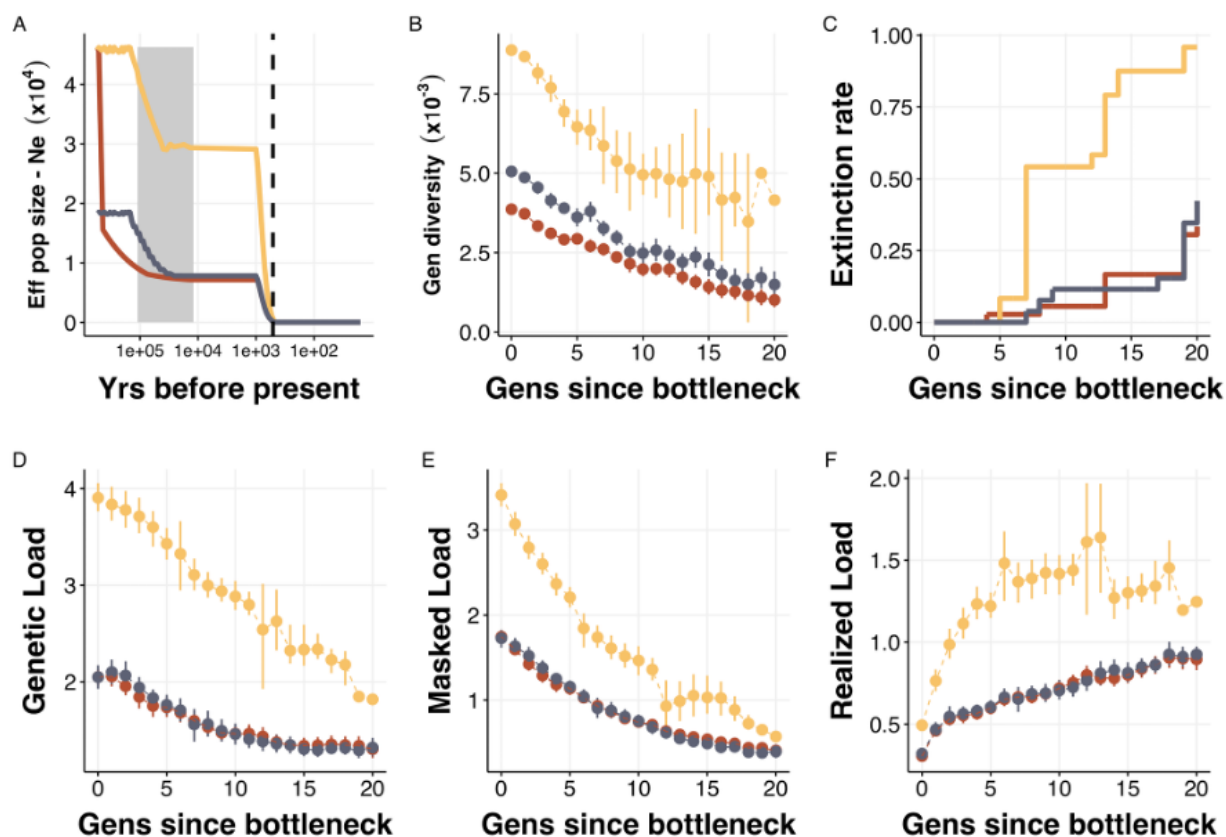 A
Eff pop size - Ne (x10⁴)
4
3
2
1
0
1e+05 1e+04 1e+03 1e+02
Yrs before present
B
Gen diversity (x10⁻³)
7.5
5.0
2.5
0.0
0 5 10 15 20
Gens since bottleneck
C
Extinction rate
1.00
0.75
0.50
0.25
0.00
0 5 10 15 20
Gens since bottleneck
D
Genetic Load
4
3
2
0 5 10 15 20
Gens since bottleneck
E
Masked Load
3
2
1
0 5 10 15 20
Gens since bottleneck
F
Realized Load
2.0
1.5
1.0
0.5
0 5 10 15 20
Gens since bottleneck